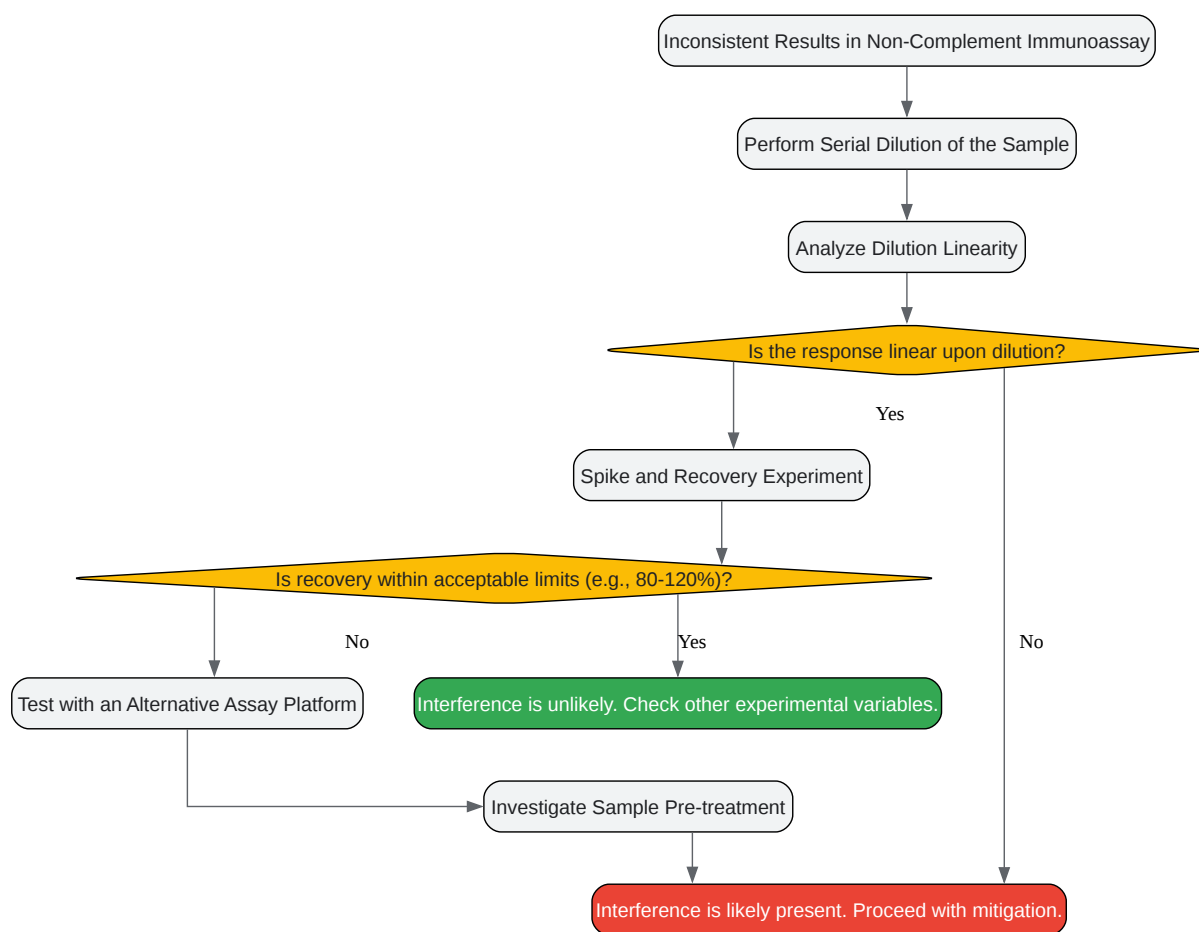 Inconsistent Results in Non-Complement Immunoassay
Perform Serial Dilution of the Sample
Analyze Dilution Linearity
Is the response linear upon dilution?
Yes
Spike and Recovery Experiment
Is recovery within acceptable limits (e.g., 80-120%)?
No
Yes
No
Test with an Alternative Assay Platform
Interference is unlikely. Check other experimental variables.
Investigate Sample Pre-treatment
Interference is likely present. Proceed with mitigation.